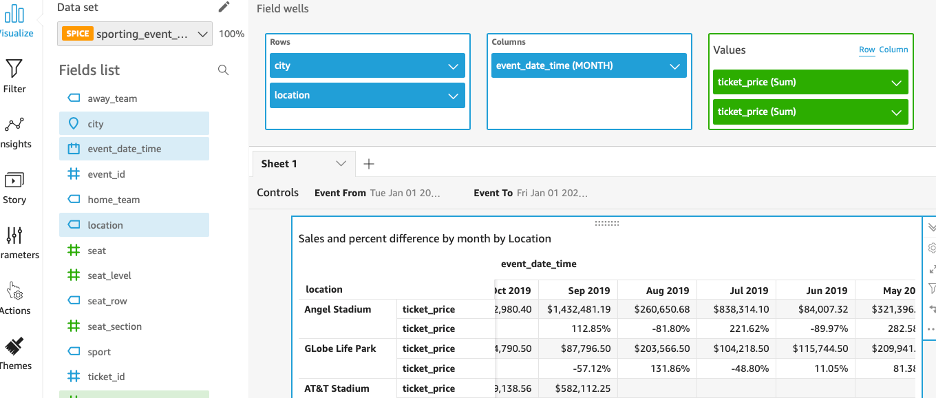 Data set
Field wells
Visualize
SPICE sporting_event_... 100%
Rows
Columns
Values
Row Column
city
event_date_time (MONTH)
location
ticket_price (Sum)
ticket_price (Sum)
Fields list
Filter
away_team
city
event_date_time
nsights
event_id
Sheet 1
home_team
Controls Event From Tue Jan 01 20... Event To Fri Jan 01 202...
Story
location
Sales and percent difference by month by Location
rameters
seat
event_date_time
seat_level
location
ct 2019 Sep 2019 Aug 2019 Jul 2019 Jun 2019 May 20
seat_row
Actions
Angel Stadium ticket_price 2,980.40 $1,432,481.19 $260,650.68 $838,314.10 $84,007.32 $321,396.
seat_section
ticket_price 112.85% -81.80% 221.62% -89.97% 282.58
GLobe Life Park ticket_price 4,790.50 $87,796.50 $203,566.50 $104,218.50 $115,744.50 $209,941.
sport
Themes
ticket_price -57.12% 131.86% -48.80% 11.05% 81.38
ticket_id
AT&T Stadium ticket_price 9,138.56 $582,112.25